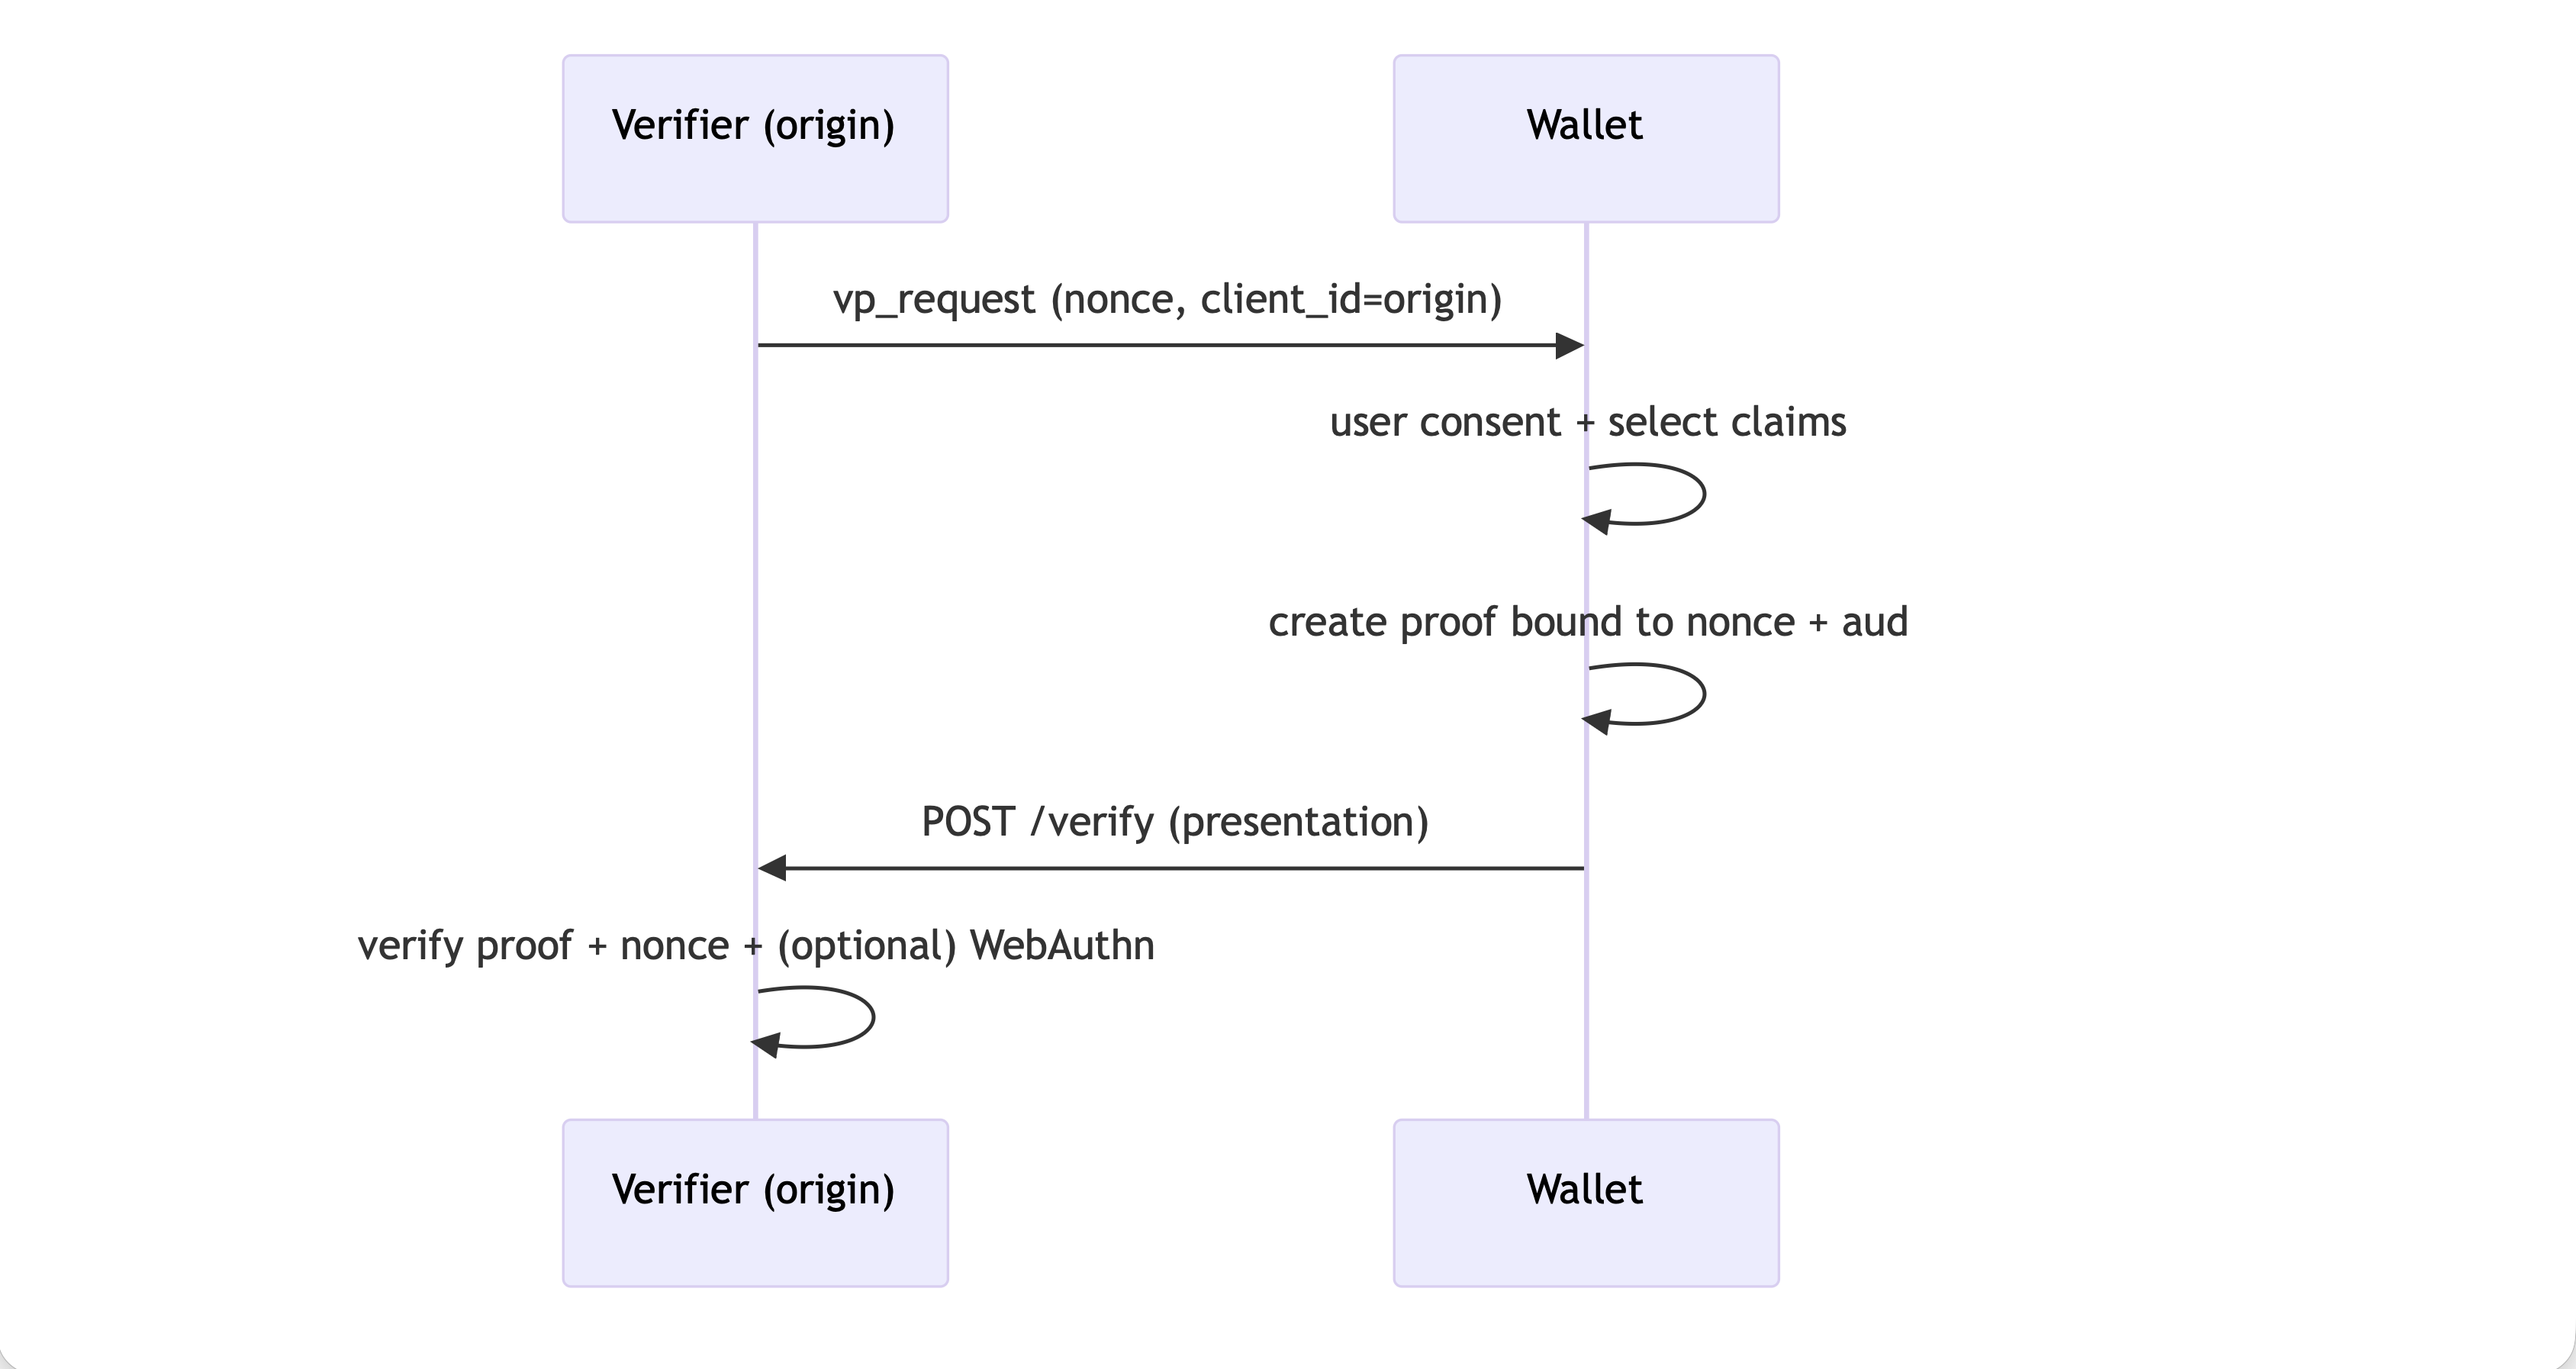 Verifier (origin)
Wallet
vp_request (nonce, client_id=origin)
user consent + select claims
create proof bound to nonce + aud
POST /verify (presentation)
verify proof + nonce + (optional) WebAuthn
Verifier (origin)
Wallet